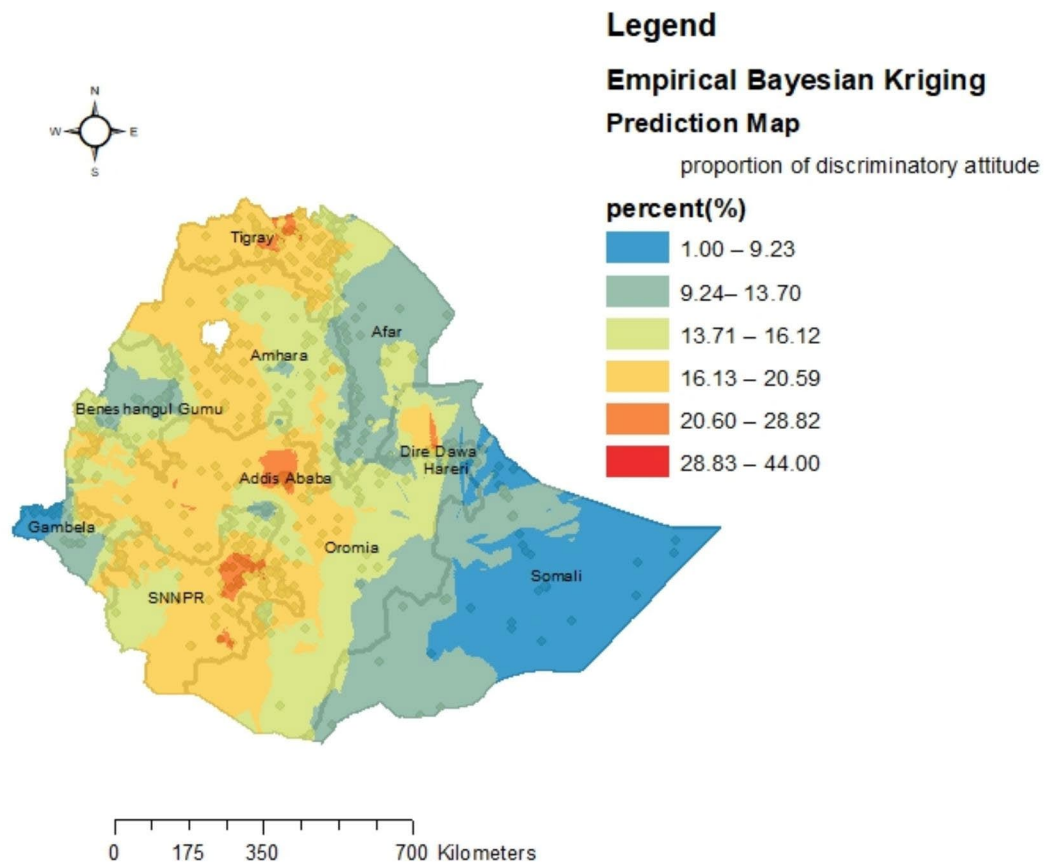 Legend
Empirical Bayesian Kriging
Prediction Map
proportion of discriminatory attitude
percent(%)
1.00 – 9.23
9.24– 13.70
13.71 – 16.12
16.13 – 20.59
20.60 – 28.82
28.83 – 44.00
N
W
E
S
Tigray
Afar
Amhara
Beneshangul Gumu
Dire Dawa
Hareri
Addis Ababa
Gambela
Oromia
Somali
SNNPR
0 175 350 700 Kilometers